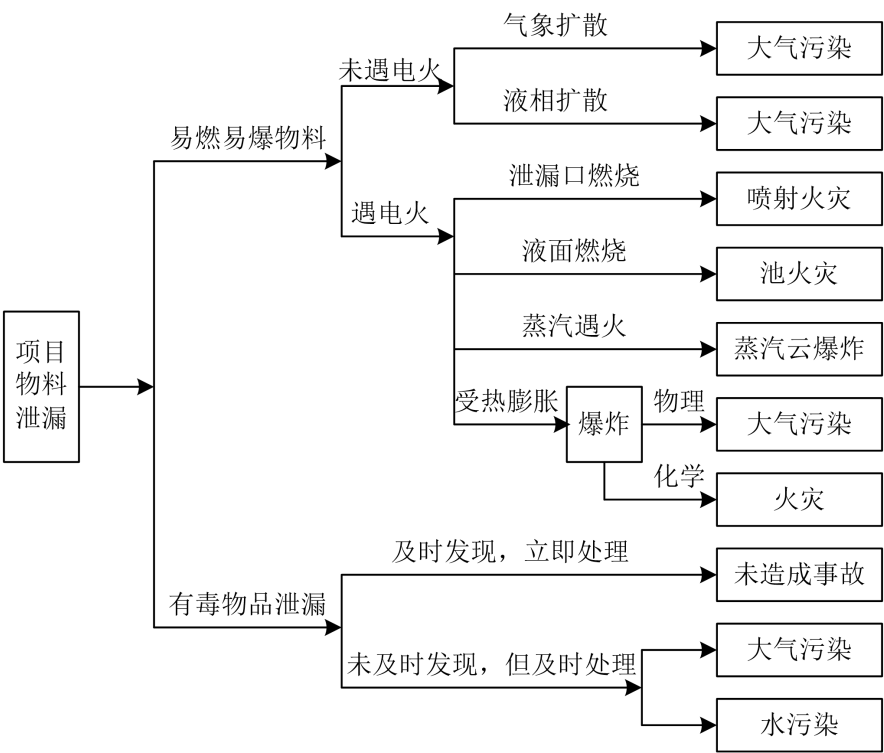 气象扩散
大气污染
未遇电火
液相扩散
大气污染
易燃易爆物料
泄漏口燃烧
喷射火灾
遇电火
液面燃烧
池火灾
蒸汽遇火
蒸汽云爆炸
项目
物料
泄漏
受热膨胀
爆炸
物理
大气污染
化学
火灾
及时发现，立即处理
未造成事故
有毒物品泄漏
大气污染
未及时发现，但及时处理
水污染